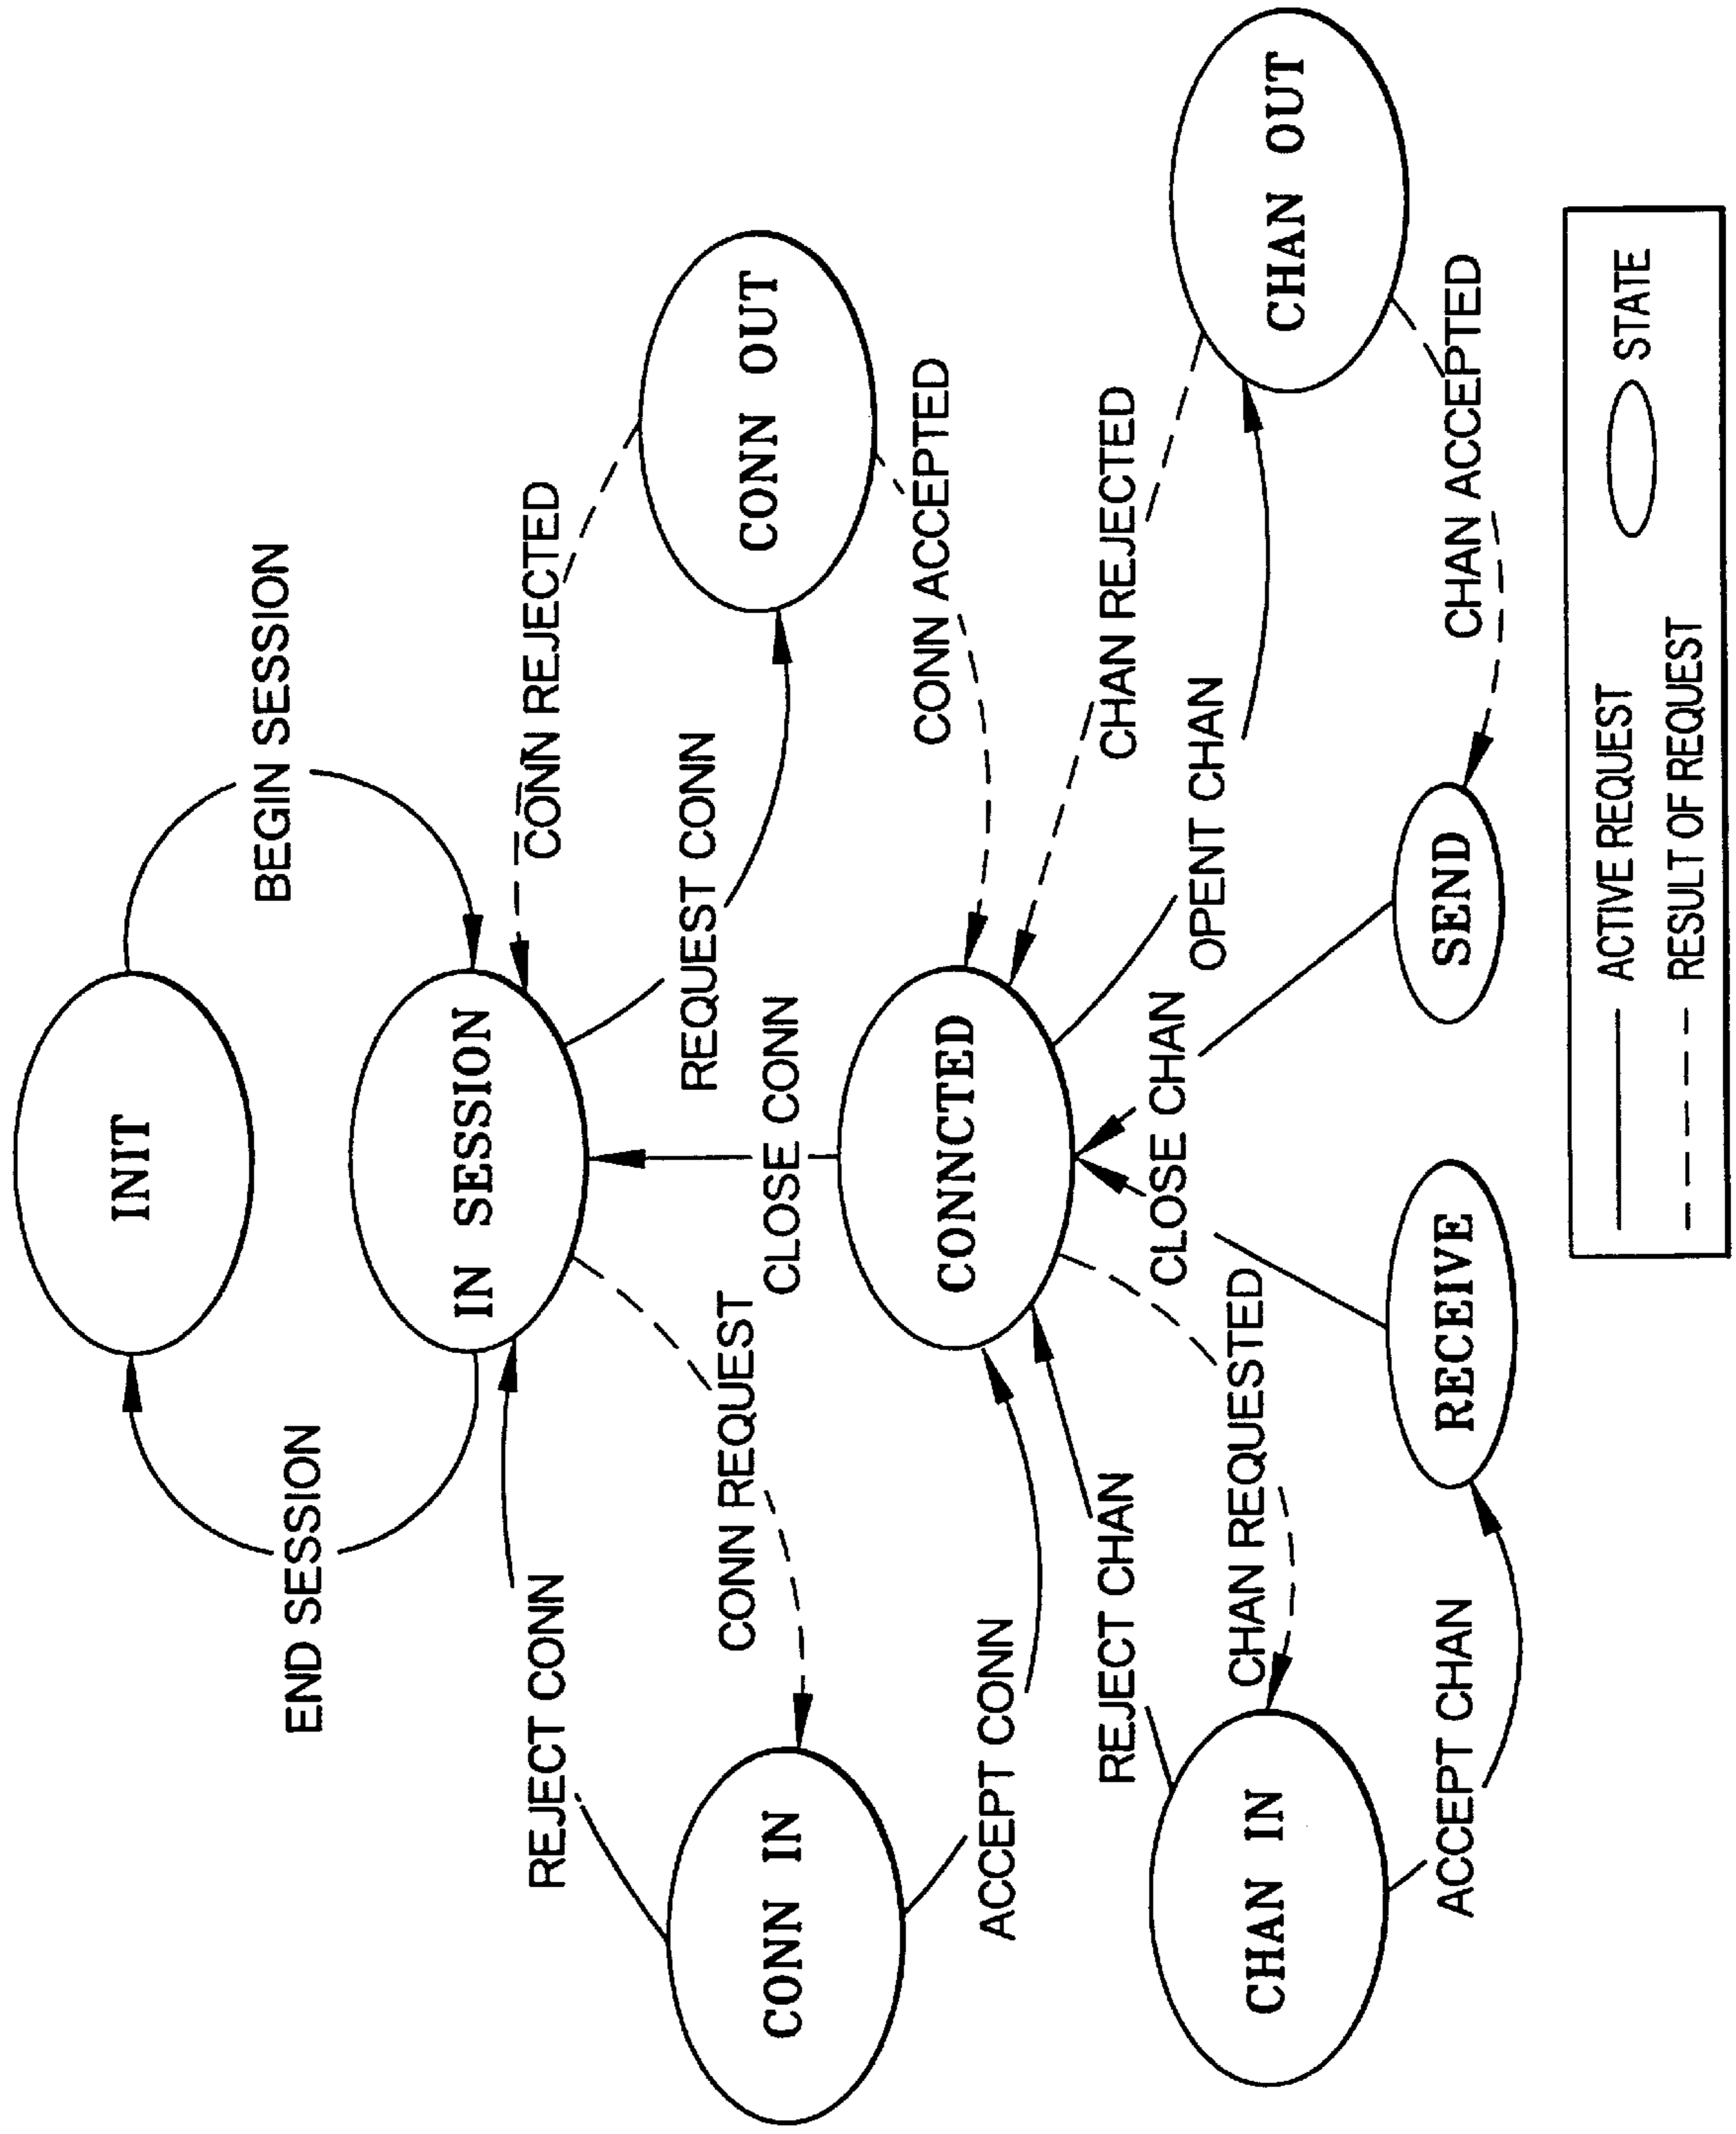 INIT
BEGIN SESSION
END SESSION
IN SESSION
CONN REJECTED
REJECT CONN
REQUEST CONN
CONN REQUEST
CLOSE CONN
CONN OUT
CONN IN
CONN ACCEPTED
ACCEPT CONN
CONNCTED
CHAN REJECTED
REJECT CHAN
OPENT CHAN
CLOSE CHAN
CHAN REQUESTED
CHAN OUT
CHAN IN
CHAN ACCEPTED
ACCEPT CHAN
RECEIVE
SEND
ACTIVE REQUEST
STATE
RESULT OF REQUEST